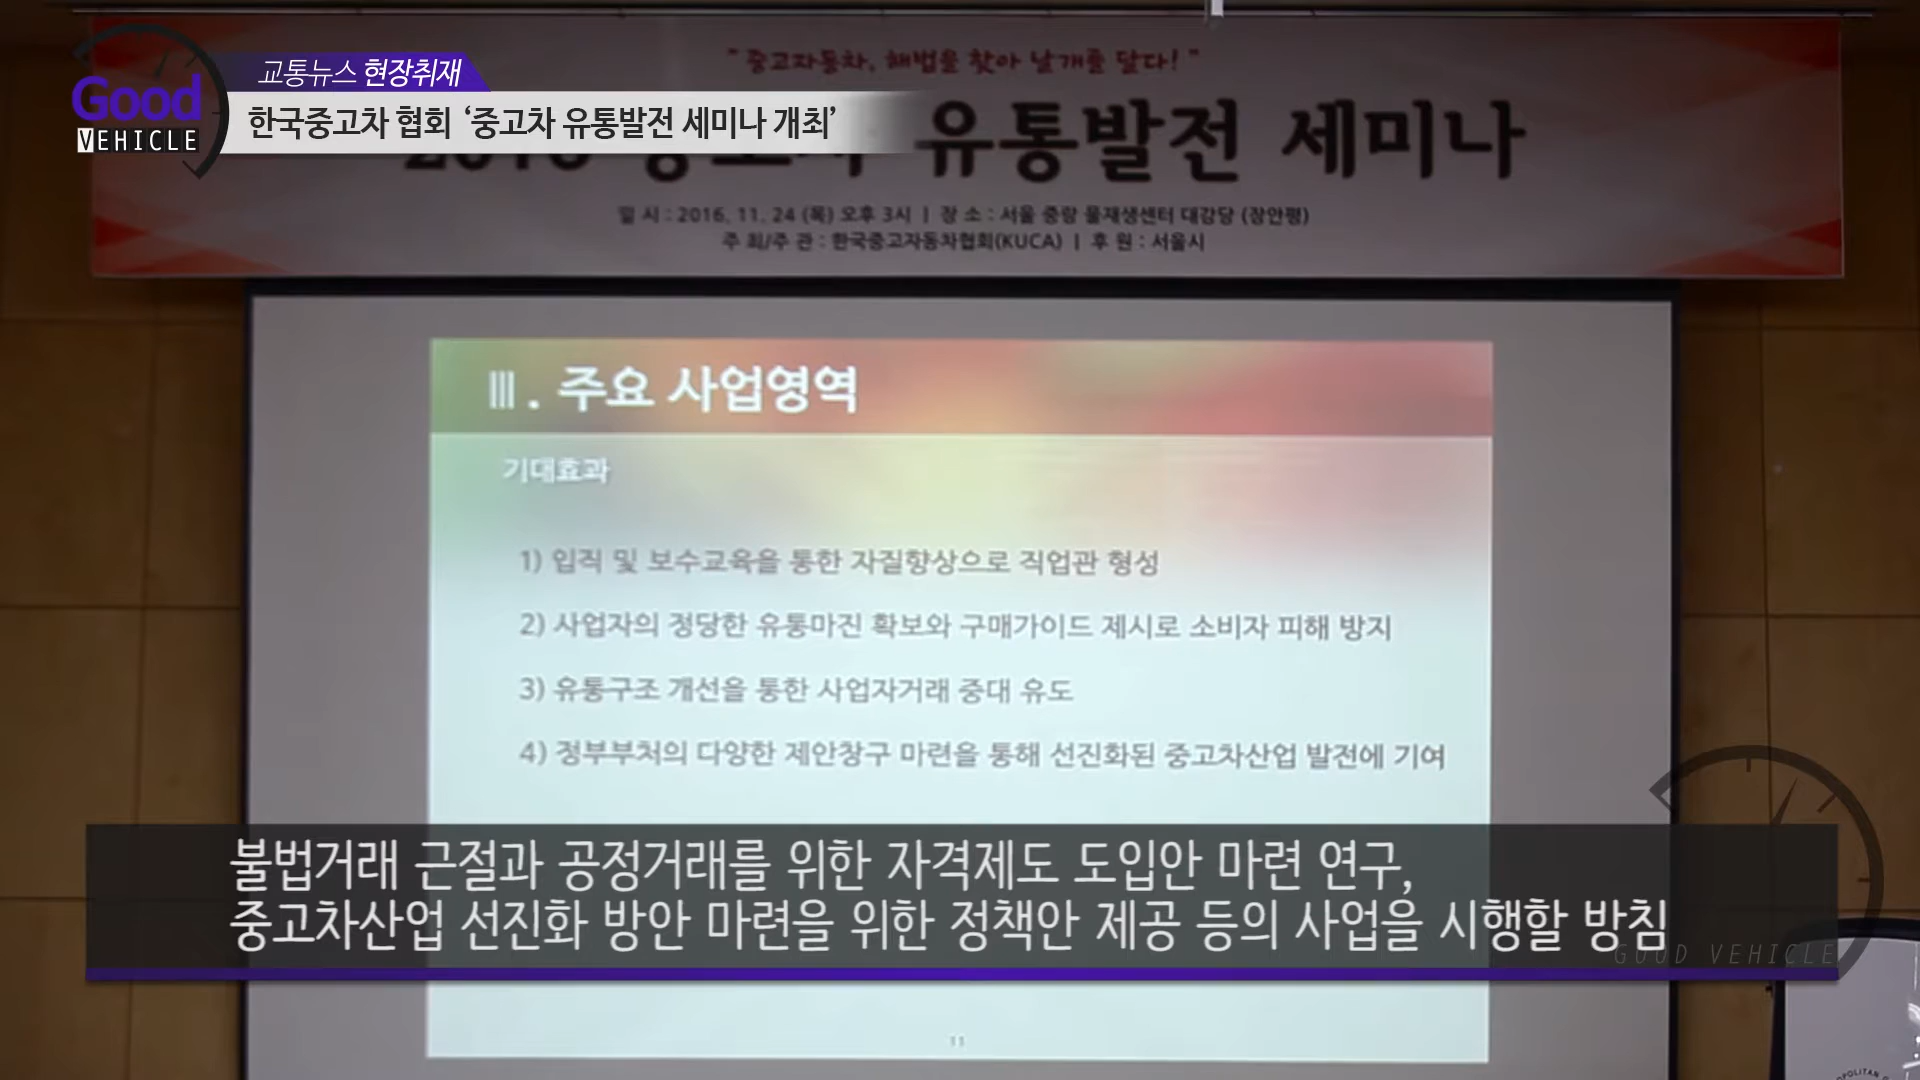 Good
VEHICLE
교통뉴스 현장취재
한국중고차 협회 ‘중고차 유통발전 세미나 개최’
" 중고자동차, 해법을 찾아 날개를 달다! "
유통발전 세미나
일 시 : 2016. 11. 24 (목) 오후 3시 | 장 소 : 서울 중랑 물재생센터 대강당 (장안평)
주 최/주 관 : 한국중고자동차협회(KUCA) | 후 원 : 서울시
Ⅲ. 주요 사업영역
기대효과
1) 입직 및 보수교육을 통한 자질향상으로 직업관 형성
2) 사업자의 정당한 유통마진 확보와 구매가이드 제시로 소비자 피해 방지
3) 유통구조 개선을 통한 사업자거래 증대 유도
4) 정부부처의 다양한 제안창구 마련을 통해 선진화된 중고차산업 발전에 기여
불법거래 근절과 공정거래를 위한 자격제도 도입안 마련 연구,
중고차산업 선진화 방안 마련을 위한 정책안 제공 등의 사업을 시행할 방침
GOOD VEHICLE
11